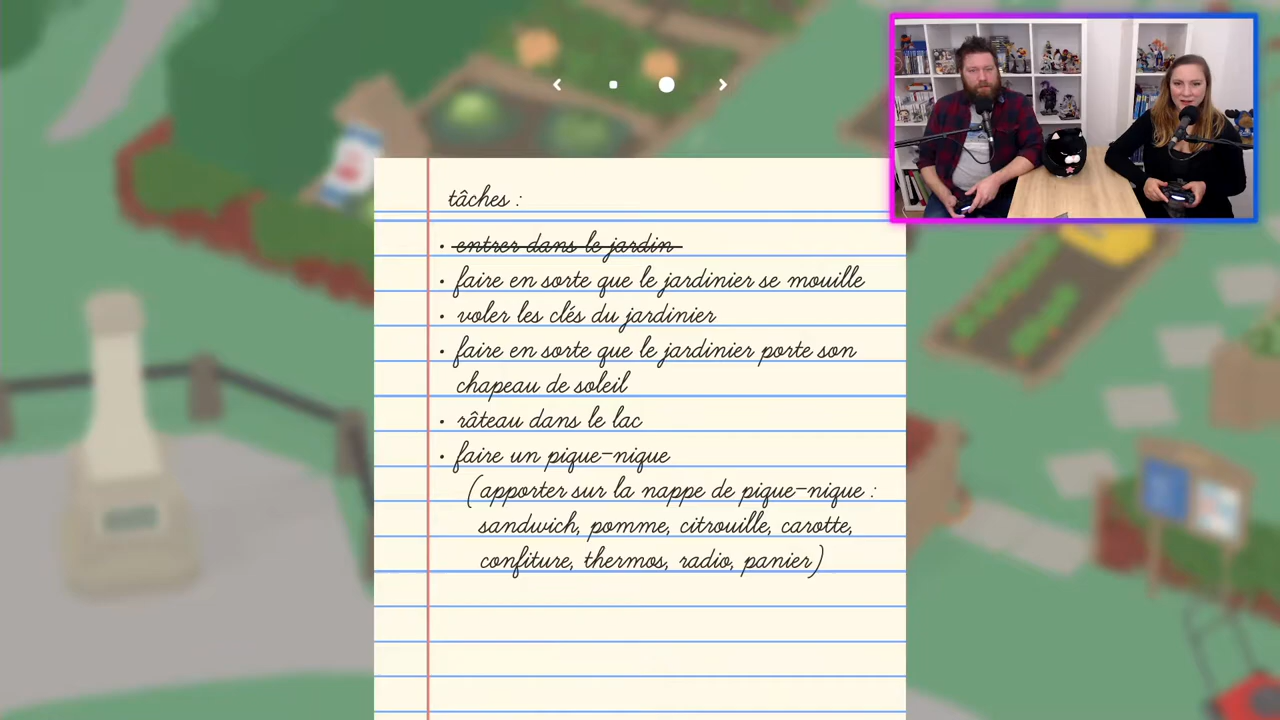 tâches :
• entrer dans le jardin
• faire en sorte que le jardinier se mouille
• voler les clés du jardinier
• faire en sorte que le jardinier porte son
chapeau de soleil
• râteau dans le lac
• faire un pique-nique
(apporter sur la nappe de pique-nique :
sandwich, pomme, citrouille, carotte,
confiture, thermos, radio, panier)